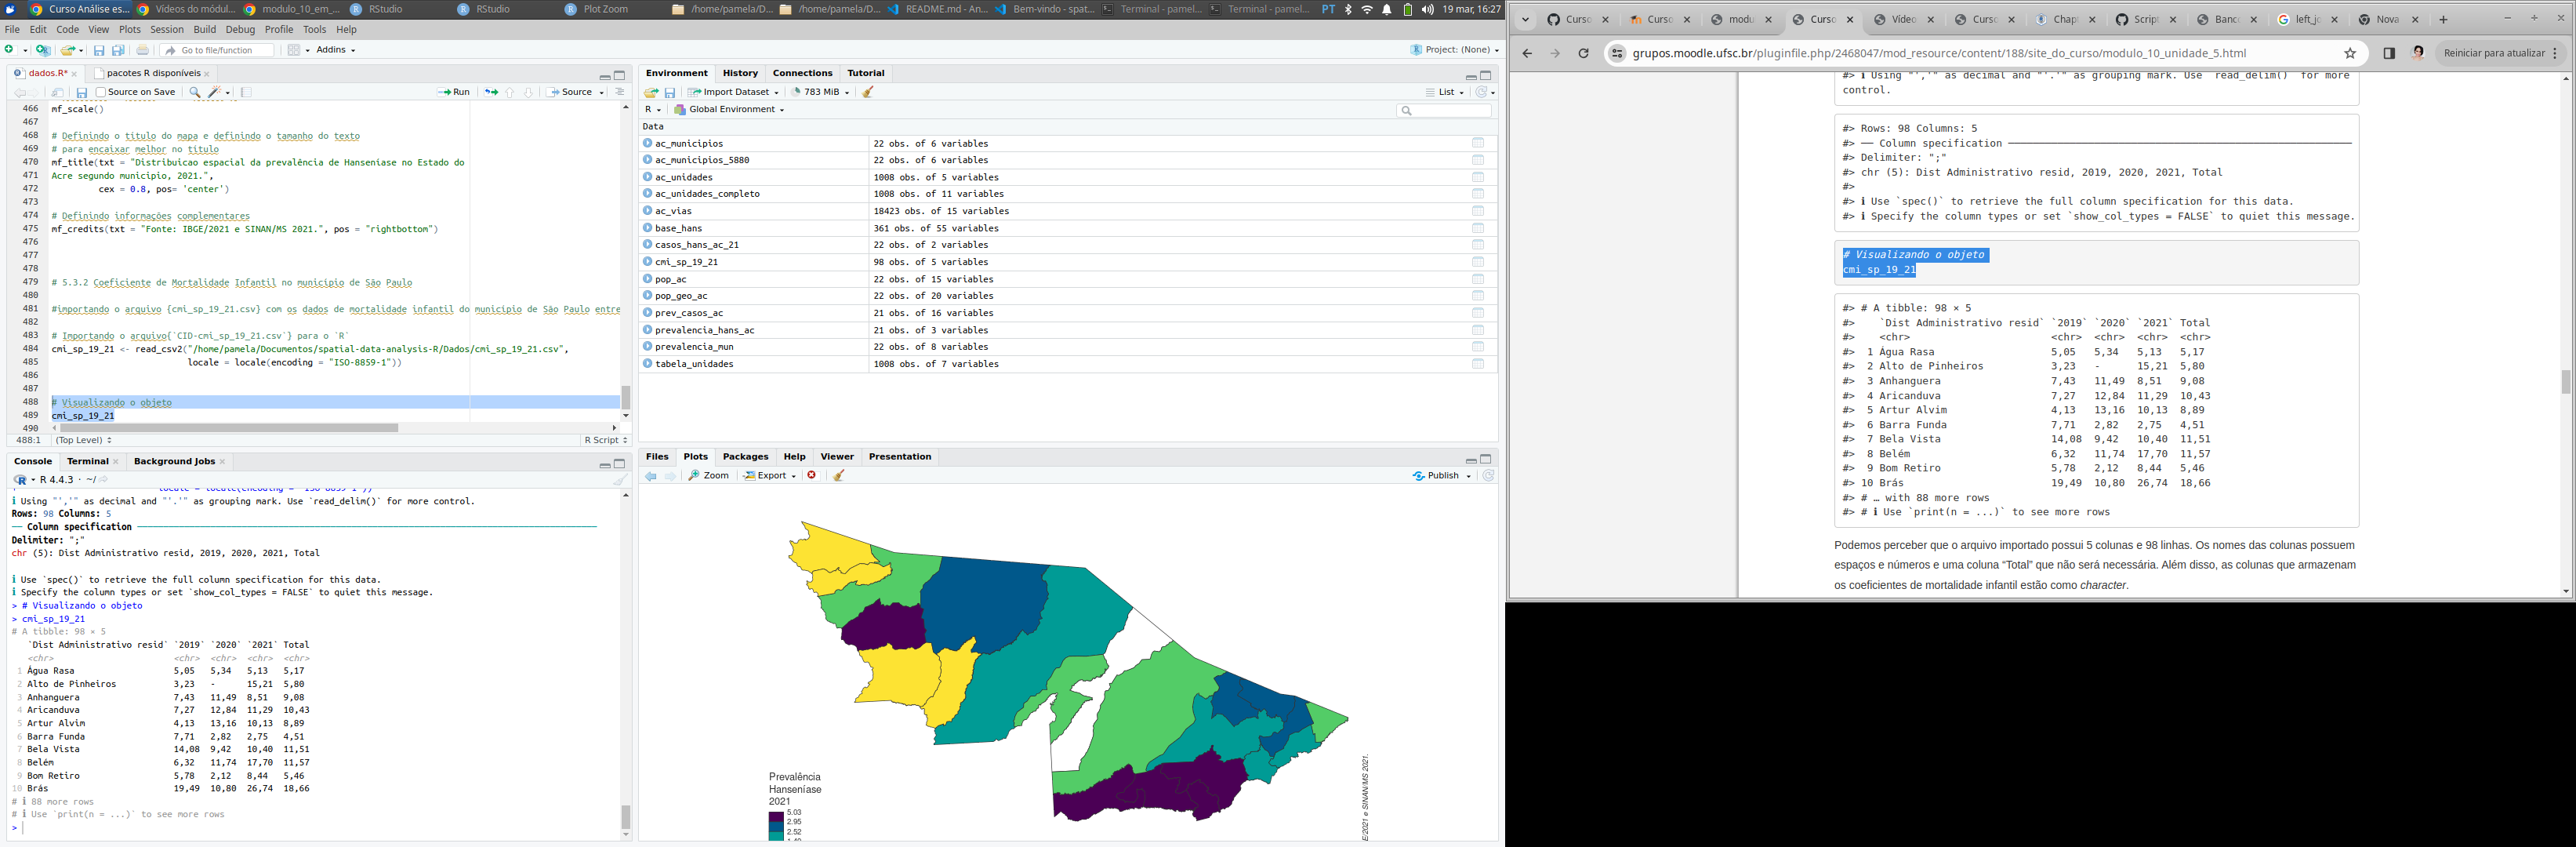 Curso Análise es...
Vídeos do módul...
modulo_10_em_...
RStudio
RStudio
Plot Zoom
/home/pamela/D...
/home/pamela/D...
README.md - An...
Bem-vindo - spat...
Terminal - pamel...
Terminal - pamel...
PT
19 mar, 16:27
File Edit Code View Plots Session Build Debug Profile Tools Help
Go to file/function
Addins
Project: (None)
dados.R*
pacotes R disponíveis
Source on Save
Run
Source
466 mf_scale()
467
468 # Definindo o título do mapa e definindo o tamanho do texto
469 # para encaixar melhor no título
470 mf_title(txt = "Distribuicao espacial da prevalência de Hanseníase no Estado do
471 Acre segundo município, 2021.",
472 cex = 0.8, pos= 'center')
473
474 # Definindo informações complementares
475 mf_credits(txt = "Fonte: IBGE/2021 e SINAN/MS 2021.", pos = "rightbottom")
476
477
478
479 # 5.3.2 Coeficiente de Mortalidade Infantil no município de São Paulo
480
481 #importando o arquivo {cmi_sp_19_21.csv} com os dados de mortalidade infantil do município de São Paulo entre
482
483 # Importando o arquivo{`CID-cmi_sp_19_21.csv`} para o `R`
484 cmi_sp_19_21 <- read_csv2("/home/pamela/Documentos/spatial-data-analysis-R/Dados/cmi_sp_19_21.csv",
485 locale = locale(encoding = "ISO-8859-1"))
486
487
488 # Visualizando o objeto
489 cmi_sp_19_21
490
488:1 (Top Level) R Script
Console Terminal Background Jobs
R 4.4.3 · ~/
locale = locale(encoding = "ISO-8859-1"))
ℹ Using "','" as decimal and "'.'" as grouping mark. Use `read_delim()` for more control.
Rows: 98 Columns: 5
── Column specification ──
Delimiter: ";"
chr (5): Dist Administrativo resid, 2019, 2020, 2021, Total
ℹ Use `spec()` to retrieve the full column specification for this data.
ℹ Specify the column types or set `show_col_types = FALSE` to quiet this message.
> # Visualizando o objeto
> cmi_sp_19_21
# A tibble: 98 × 5
`Dist Administrativo resid` `2019` `2020` `2021` Total
<chr> <chr> <chr> <chr> <chr>
1 Água Rasa 5,05 5,34 5,13 5,17
2 Alto de Pinheiros 3,23 - 15,21 5,80
3 Anhanguera 7,43 11,49 8,51 9,08
4 Aricanduva 7,27 12,84 11,29 10,43
5 Artur Alvim 4,13 13,16 10,13 8,89
6 Barra Funda 7,71 2,82 2,75 4,51
7 Bela Vista 14,08 9,42 10,40 11,51
8 Belém 6,32 11,74 17,70 11,57
9 Bom Retiro 5,78 2,12 8,44 5,46
10 Brás 19,49 10,80 26,74 18,66
# ℹ 88 more rows
# ℹ Use `print(n = ...)` to see more rows
>
Environment History Connections Tutorial
Import Dataset 783 MiB List
R Global Environment
Data
ac_municipios 22 obs. of 6 variables
ac_municipios_5880 22 obs. of 6 variables
ac_unidades 1008 obs. of 5 variables
ac_unidades_completo 1008 obs. of 11 variables
ac_vias 18423 obs. of 15 variables
base_hans 361 obs. of 55 variables
casos_hans_ac_21 22 obs. of 2 variables
cmi_sp_19_21 98 obs. of 5 variables
pop_ac 22 obs. of 15 variables
pop_geo_ac 22 obs. of 20 variables
prev_casos_ac 21 obs. of 16 variables
prevalencia_hans_ac 21 obs. of 3 variables
prevalencia_mun 22 obs. of 8 variables
tabela_unidades 1008 obs. of 7 variables
Files Plots Packages Help Viewer Presentation
Zoom Export Publish
Prevalência
Hanseníase
2021
5.03
2.95
2.52
E/2021 e SINAN/MS 2021.
Curso
Curso
modu
Curso
Vídeo
Curso
Chapt
Script
Banco
left_jo
Nova
grupos.moodle.ufsc.br/pluginfile.php/2468047/mod_resource/content/188/site_do_curso/modulo_10_unidade_5.html
Reiniciar para atualizar
#> ℹ Using "','" as decimal and "'.'" as grouping mark. Use `read_delim()` for more
control.
#> Rows: 98 Columns: 5
#> ── Column specification ──
#> Delimiter: ";"
#> chr (5): Dist Administrativo resid, 2019, 2020, 2021, Total
#>
#> ℹ Use `spec()` to retrieve the full column specification for this data.
#> ℹ Specify the column types or set `show_col_types = FALSE` to quiet this message.
# Visualizando o objeto
cmi_sp_19_21
#> # A tibble: 98 × 5
#> `Dist Administrativo resid` `2019` `2020` `2021` Total
#> <chr> <chr> <chr> <chr> <chr>
#> 1 Água Rasa 5,05 5,34 5,13 5,17
#> 2 Alto de Pinheiros 3,23 - 15,21 5,80
#> 3 Anhanguera 7,43 11,49 8,51 9,08
#> 4 Aricanduva 7,27 12,84 11,29 10,43
#> 5 Artur Alvim 4,13 13,16 10,13 8,89
#> 6 Barra Funda 7,71 2,82 2,75 4,51
#> 7 Bela Vista 14,08 9,42 10,40 11,51
#> 8 Belém 6,32 11,74 17,70 11,57
#> 9 Bom Retiro 5,78 2,12 8,44 5,46
#> 10 Brás 19,49 10,80 26,74 18,66
#> # … with 88 more rows
#> # ℹ Use `print(n = ...)` to see more rows
Podemos perceber que o arquivo importado possui 5 colunas e 98 linhas. Os nomes das colunas possuem
espaços e números e uma coluna “Total” que não será necessária. Além disso, as colunas que armazenam
os coeficientes de mortalidade infantil estão como character.